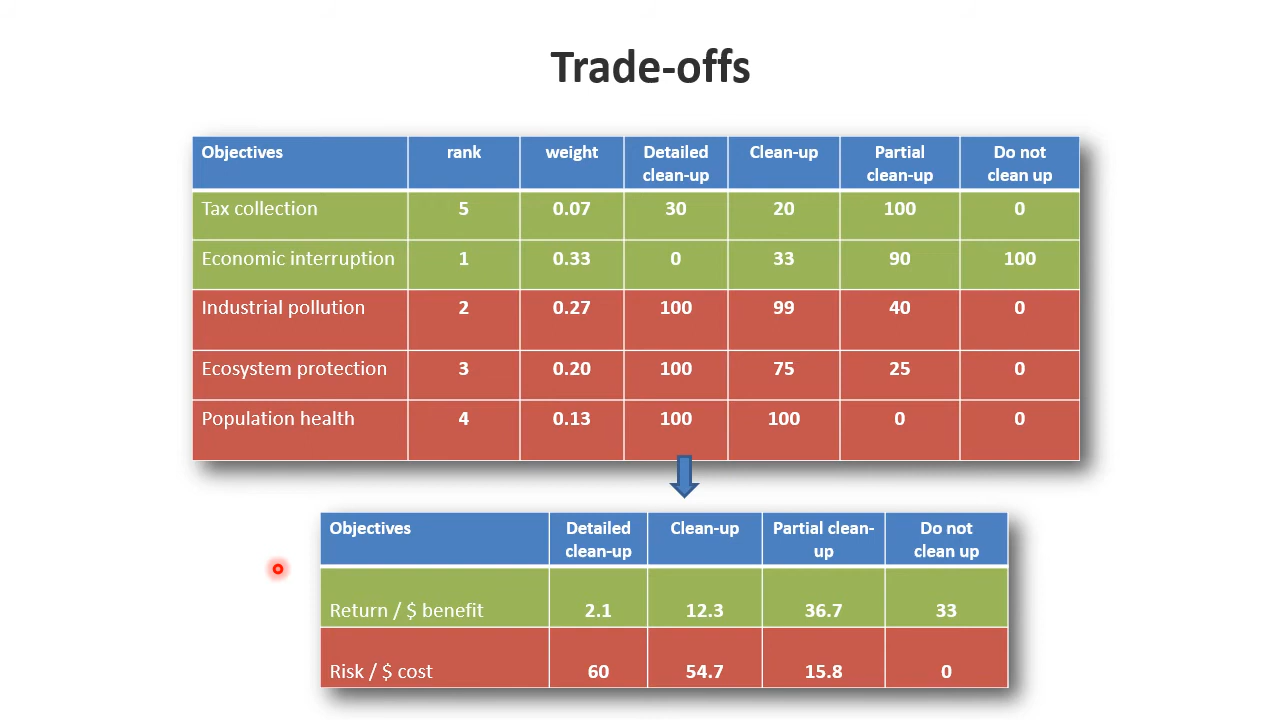 Trade-offs
Objectives rank weight Detailed clean-up Clean-up Partial clean-up Do not clean up
Tax collection 5 0.07 30 20 100 0
Economic interruption 1 0.33 0 33 90 100
Industrial pollution 2 0.27 100 99 40 0
Ecosystem protection 3 0.20 100 75 25 0
Population health 4 0.13 100 100 0 0
Objectives Detailed clean-up Clean-up Partial clean-up Do not clean up
Return / $ benefit 2.1 12.3 36.7 33
Risk / $ cost 60 54.7 15.8 0